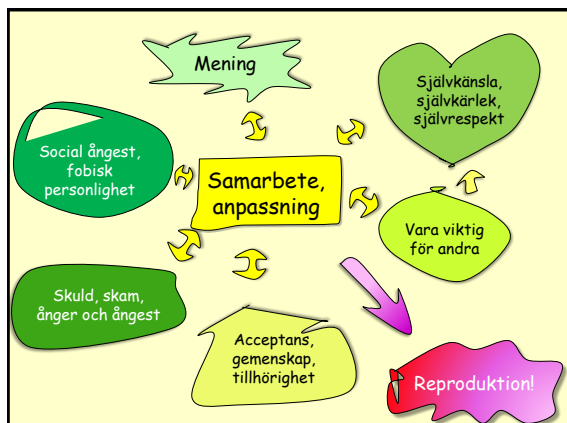 Mening
Självkänsla,
självkärlek,
självrespekt
Social ångest,
fobisk
personlighet
Samarbete,
anpassning
Vara viktig
för andra
Skuld, skam,
ånger och ångest
Acceptans,
gemenskap,
tillhörighet
Reproduktion!